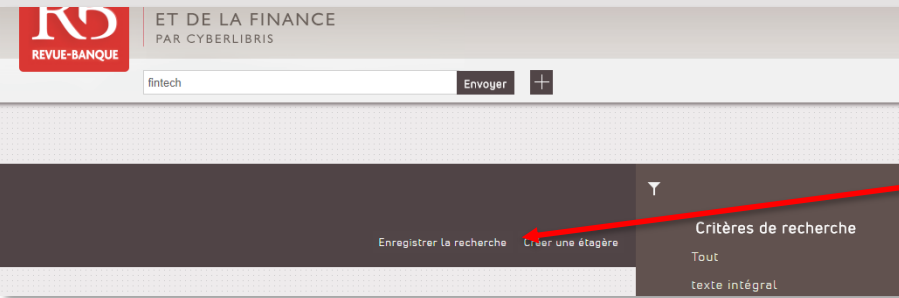 RB
REVUE-BANQUE
ET DE LA FINANCE
PAR CYBERLIBRIS
fintech Envoyer +
Enregistrer la recherche Créer une étagère
Critères de recherche
Tout
texte intégral